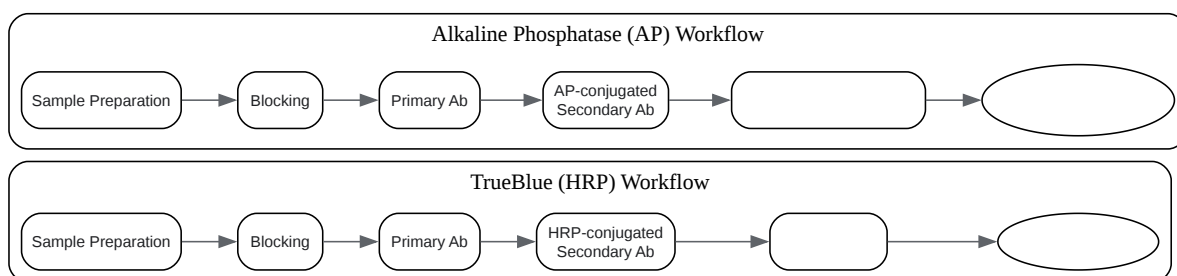 Alkaline Phosphatase (AP) Workflow
Sample Preparation
Blocking
Primary Ab
AP-conjugated
Secondary Ab
TrueBlue (HRP) Workflow
Sample Preparation
Blocking
Primary Ab
HRP-conjugated
Secondary Ab